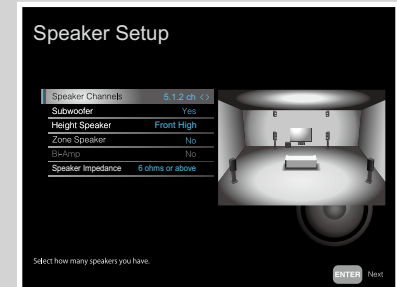 Speaker Setup
Speaker Channels 5.1.2 ch <>
Subwoofer Yes
Height Speaker Front High
Zone Speaker No
Bi-Amp No
Speaker Impedance 6 ohms or above
Select how many speakers you have.
ENTER Next